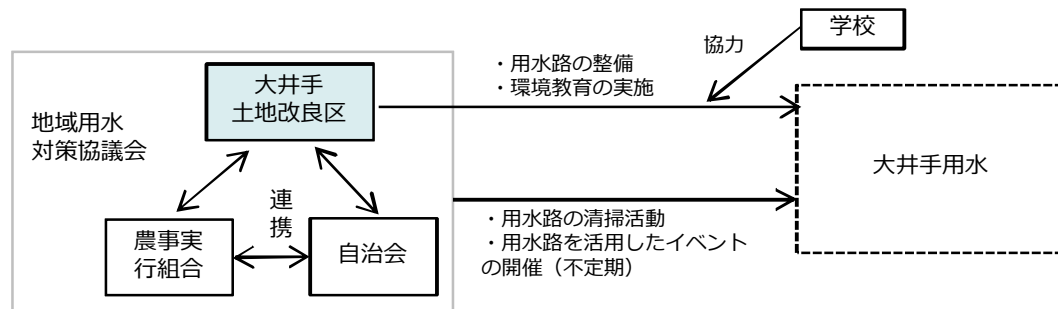 学校
協力
・用水路の整備
・環境教育の実施
大井手
土地改良区
地域用水
対策協議会
大井手用水
連
携
農事実
行組合
自治会
・用水路の清掃活動
・用水路を活用したイベント
の開催（不定期）